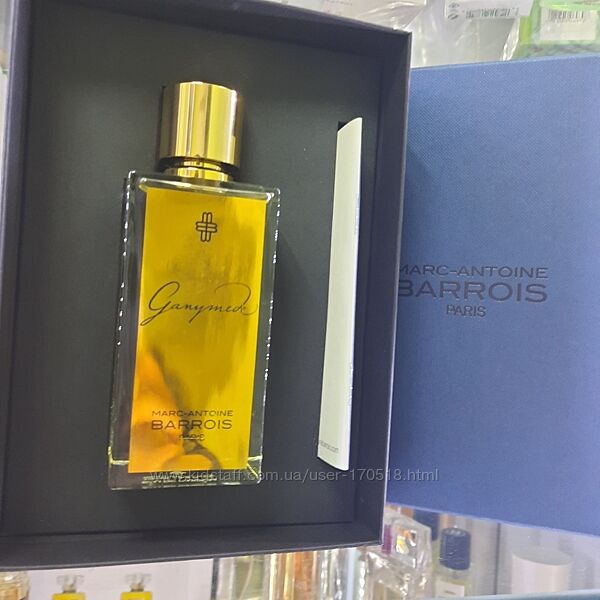 Ganymede
MARC-ANTOINE
BARROIS
MARC-ANTOINE
BARROIS
PARIS
www.kidstaff.com.ua/user-170518.html